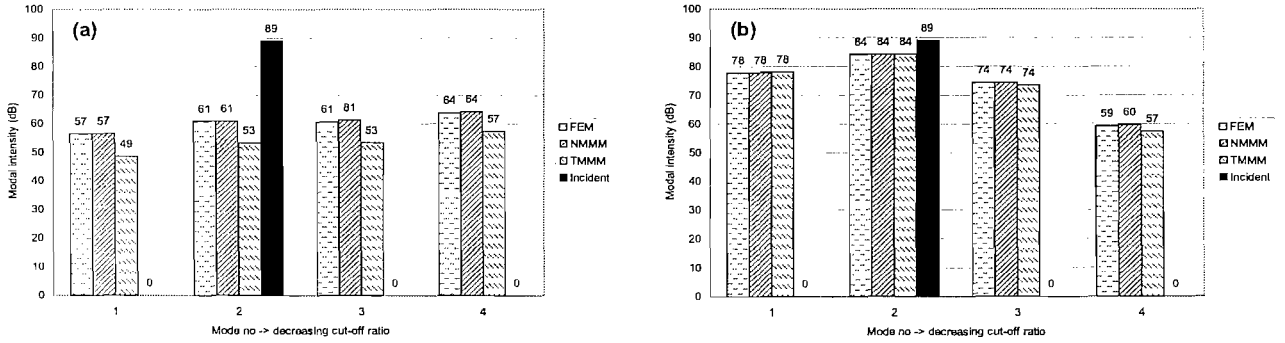 (a)
100
90
80
70
60
50
40
30
20
10
0
Modal intensity (dB)
57 57 49 0
61 61 53 89
61 81 53 0
64 64 57 0
1 2 3 4
Mode no -> decreasing cut-off ratio
FEM
NMMM
TMMM
Incident
(b)
100
90
80
70
60
50
40
30
20
10
0
Modal intensity (dB)
78 78 78 0
84 84 84 89
74 74 74 0
59 60 57 0
1 2 3 4
Mode no -> decreasing cut-off ratio
FEM
NMMM
TMMM
Incident